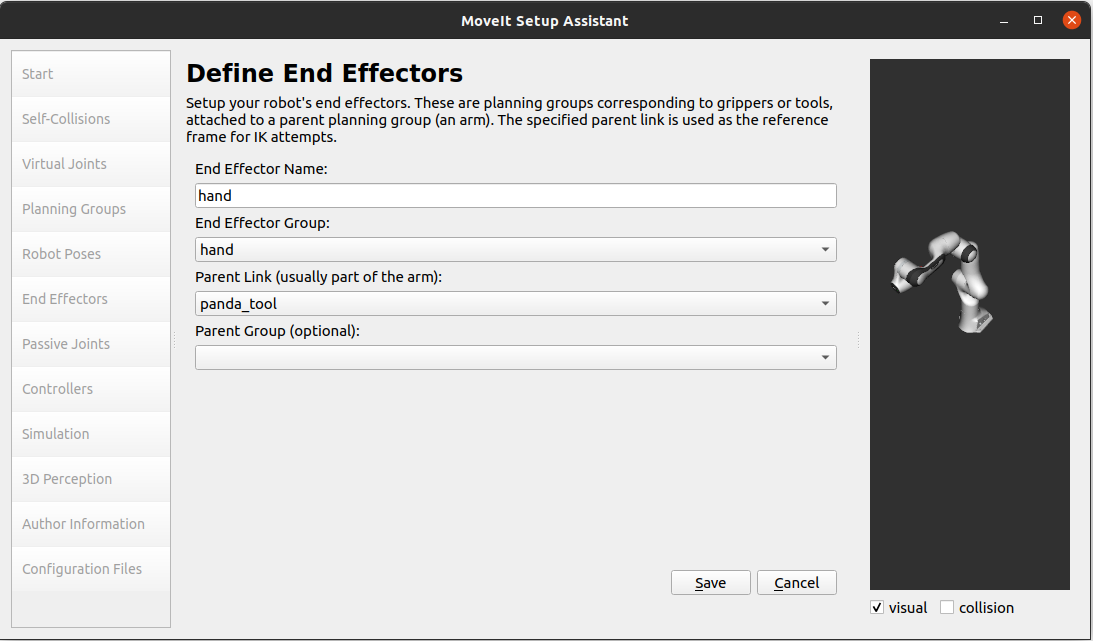 MoveIt Setup Assistant
Start
Self-Collisions
Virtual Joints
Planning Groups
Robot Poses
End Effectors
Passive Joints
Controllers
Simulation
3D Perception
Author Information
Configuration Files
Define End Effectors
Setup your robot's end effectors. These are planning groups corresponding to grippers or tools,
attached to a parent planning group (an arm). The specified parent link is used as the reference
frame for IK attempts.
End Effector Name:
hand
End Effector Group:
hand
Parent Link (usually part of the arm):
panda_tool
Parent Group (optional):
Save
Cancel
visual
collision